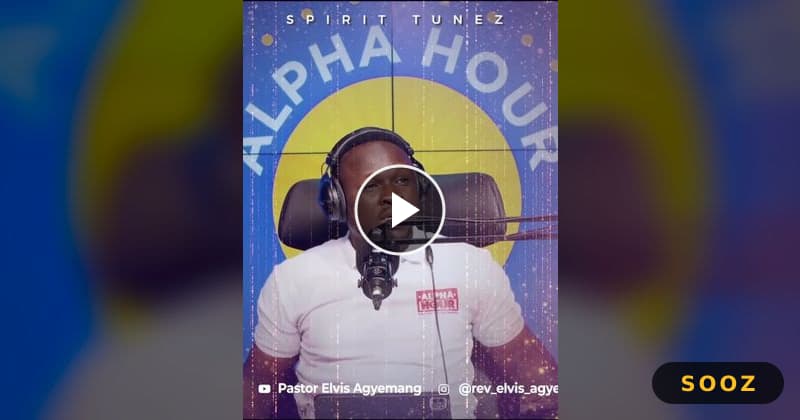 SPIRIT TUNEZ
ALPHA HOUR
ALPHA
HOUR
Pastor Elvis Agyemang @rev_elvis_agye
SOOZ